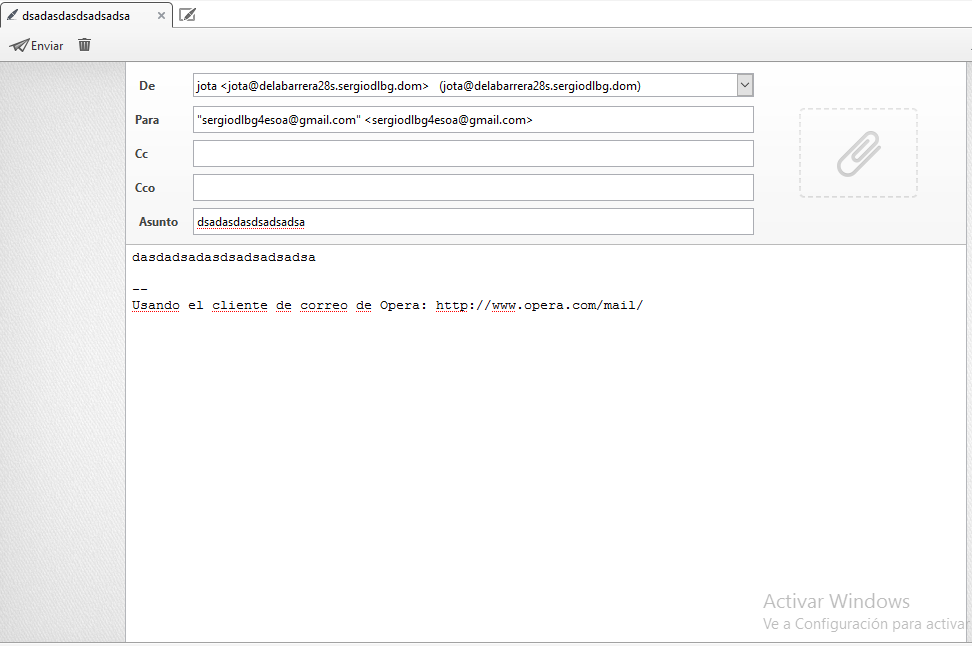 dsadasdasdsadsadsa
Enviar
De jota <jota@delabarrera28s.sergiodlbg.dom> (jota@delabarrera28s.sergiodlbg.dom)
Para "sergiodlbg4esoa@gmail.com" <sergiodlbg4esoa@gmail.com>
Cc
Cco
Asunto dsadasdasdsadsadsa
dasdadsadasdsadsadsadsa
--
Usando el cliente de correo de Opera: http://www.opera.com/mail/
Activar Windows
Ve a Configuración para activar